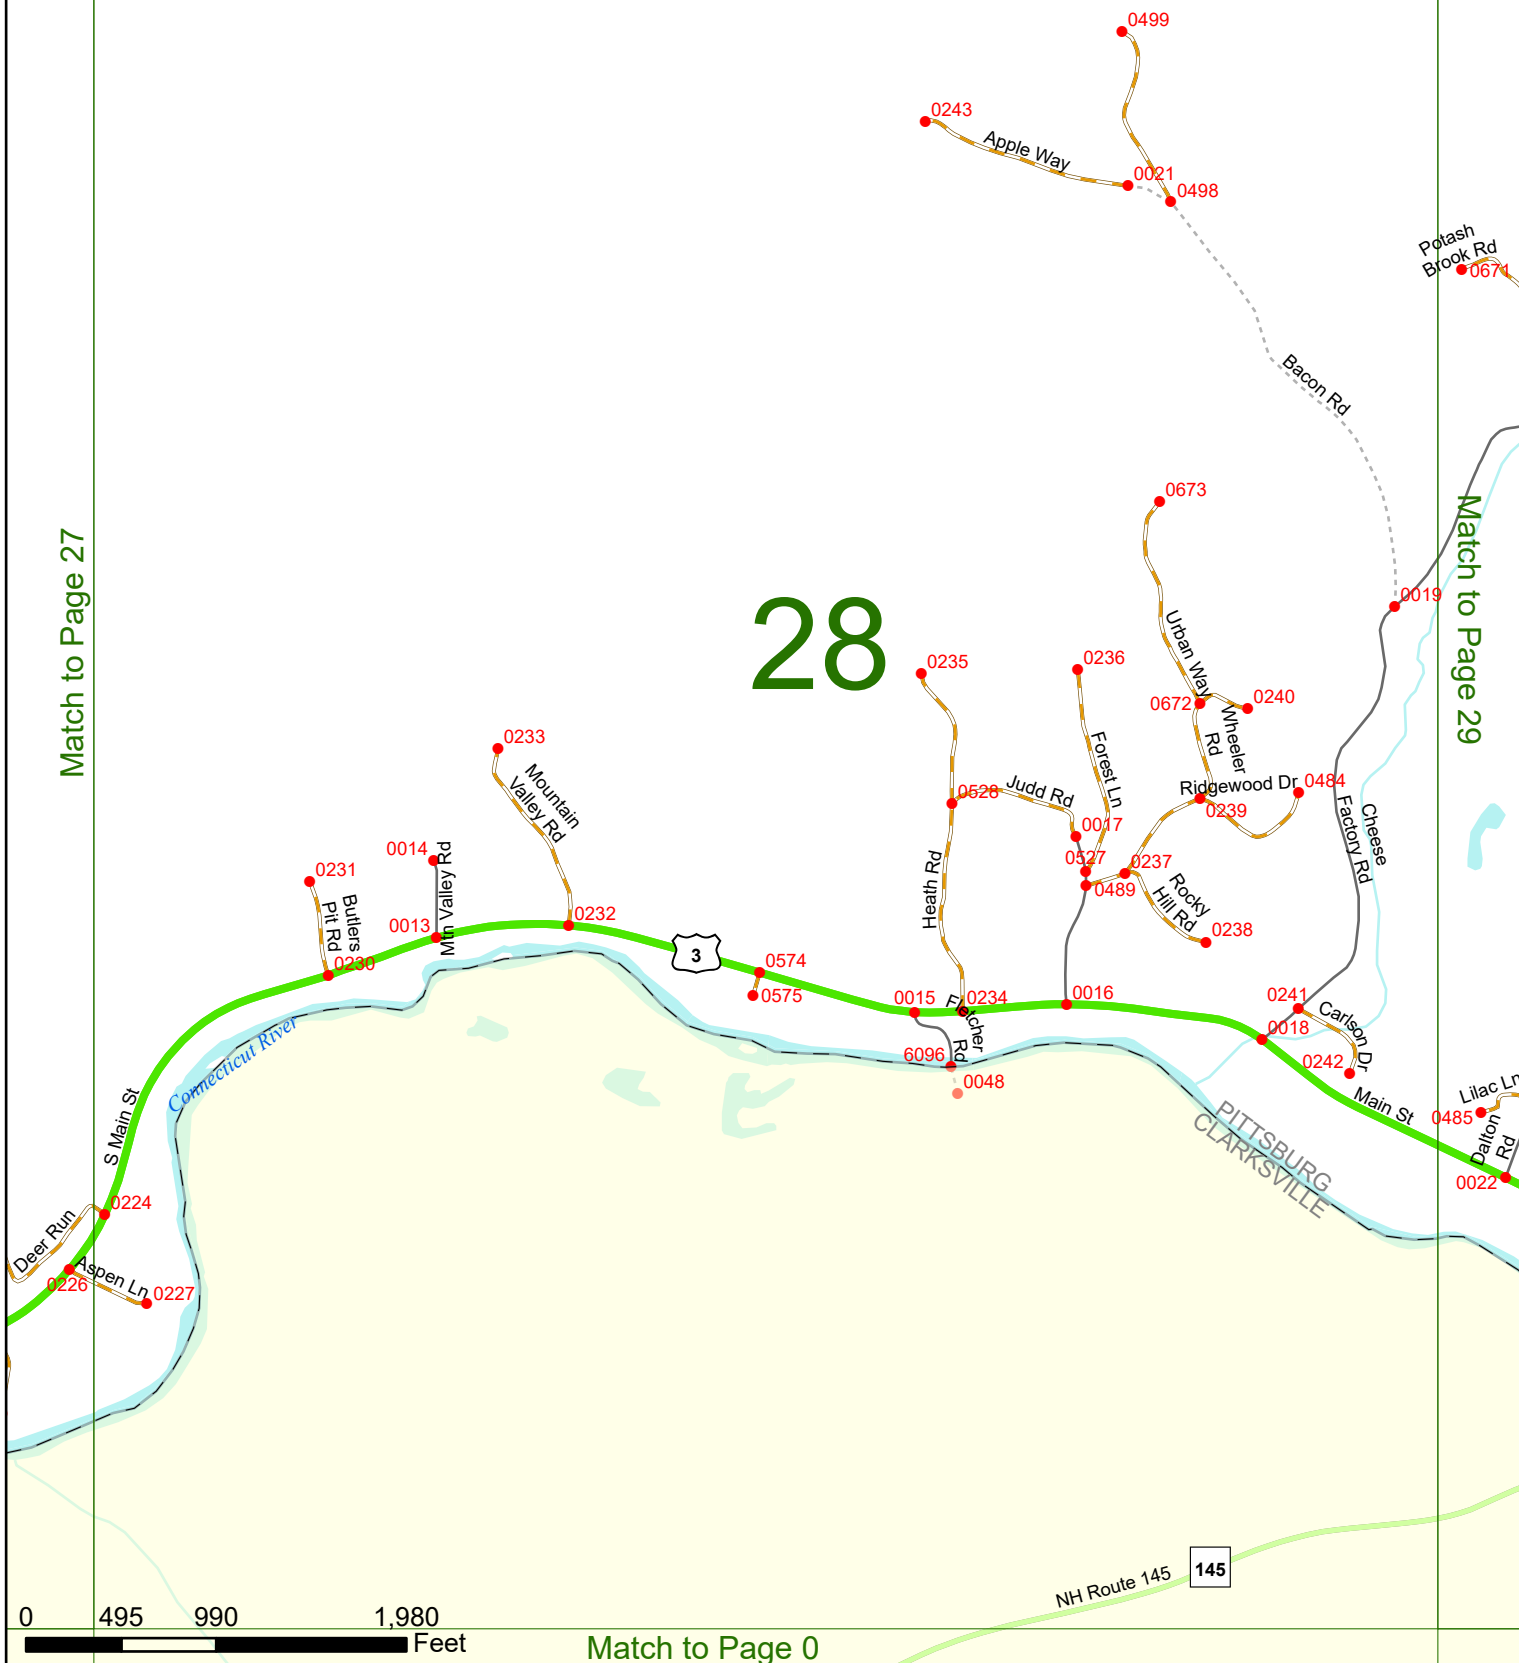 0499
0243
Apple Way
0021
0498
Potash
Brook Rd
0671
Bacon Rd
0673
Match to Page 27
Match to Page 29
28
0019
Urban Way
0235
0236
0672
0240
Wheeler
Rd
0233
Mountain
Valley Rd
Forest Ln
0528
Judd Rd
Ridgewood Dr
0484
0239
Cheese
Factory Rd
0017
0014
Mtn Valley Rd
0231
Butlers
Pit Rd
Heath Rd
0527
0237
0489
Rocky
Hill Rd
0238
0013
0232
3
0230
0574
0575
0015
0234
Fletcher
Rd
0016
0241
Carlson Dr
0018
0242
6096
0048
Connecticut River
S Main St
Main St
Lilac Ln
0485
Dalton
Rd
0022
PITTSBURG
CLARKSVILLE
0224
Deer Run
Aspen Ln
0226
0227
145
NH Route 145
0 495 990 1,980
Feet
Match to Page 0